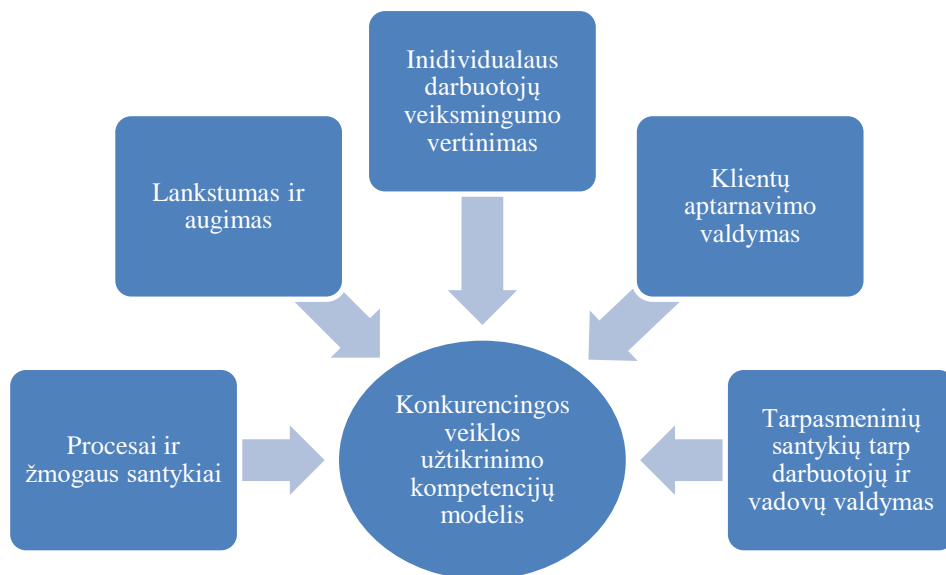 Inidividualaus
darbuotojų
veiksmingumo
vertinimas
Lankstumas ir
augimas
Klientų
aptarnavimo
valdymas
Procesai ir
žmogaus santykiai
Konkurencingos
veiklos
užtikrinimo
kompetencijų
modelis
Tarpasmeninių
santykių tarp
darbuotojų ir
vadovų valdymas